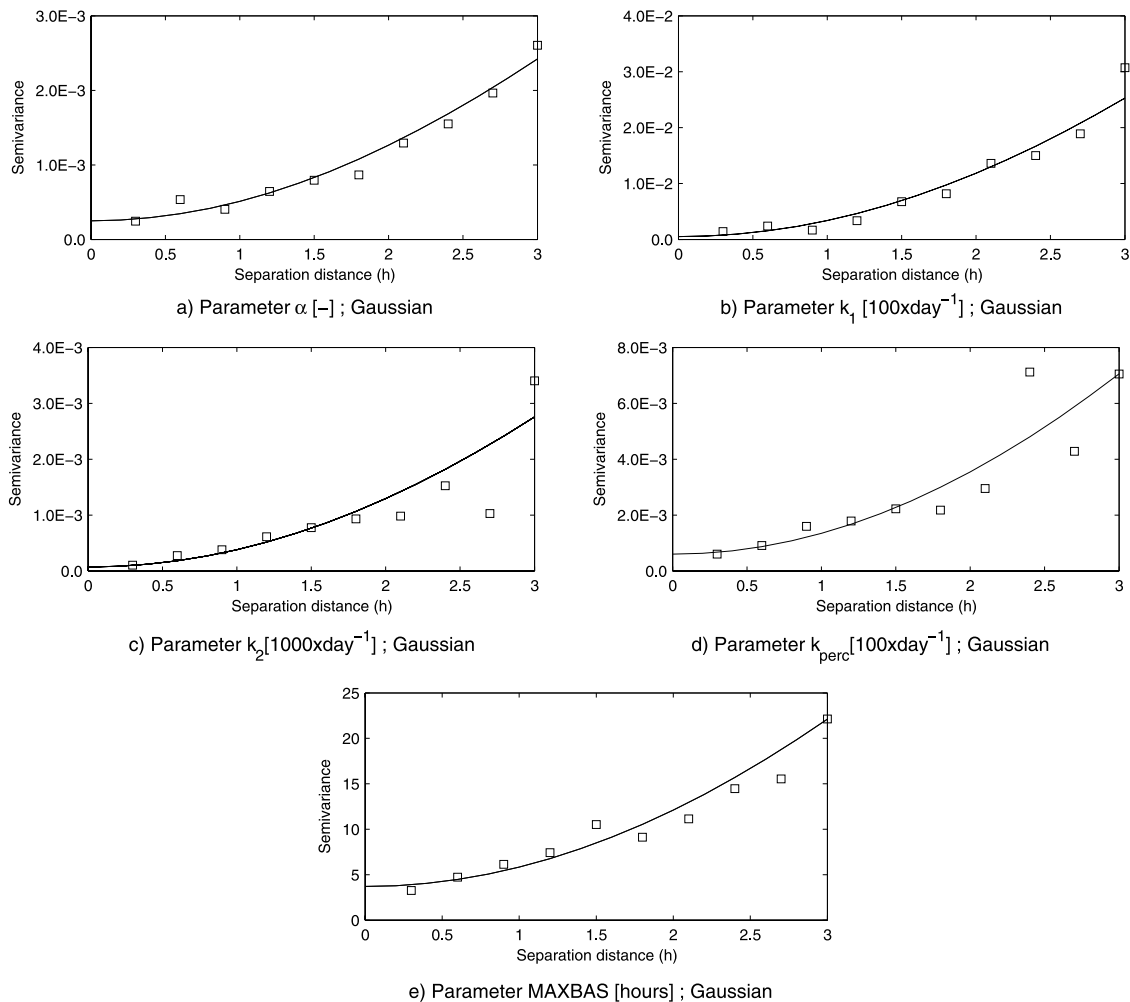 3.0E−3
2.0E−3
1.0E−3
0.0
Semivariance
0 0.5 1 1.5 2 2.5 3
Separation distance (h)
a) Parameter α [−] ; Gaussian
4.0E−2
3.0E−2
2.0E−2
1.0E−2
0.0
Semivariance
0 0.5 1 1.5 2 2.5 3
Separation distance (h)
b) Parameter k₁ [100xday⁻¹] ; Gaussian
4.0E−3
3.0E−3
2.0E−3
1.0E−3
0.0
Semivariance
0 0.5 1 1.5 2 2.5 3
Separation distance (h)
c) Parameter k₂[1000xday⁻¹] ; Gaussian
8.0E−3
6.0E−3
4.0E−3
2.0E−3
0.0
Semivariance
0 0.5 1 1.5 2 2.5 3
Separation distance (h)
d) Parameter k_perc[100xday⁻¹] ; Gaussian
25
20
15
10
5
0
Semivariance
0 0.5 1 1.5 2 2.5 3
Separation distance (h)
e) Parameter MAXBAS [hours] ; Gaussian